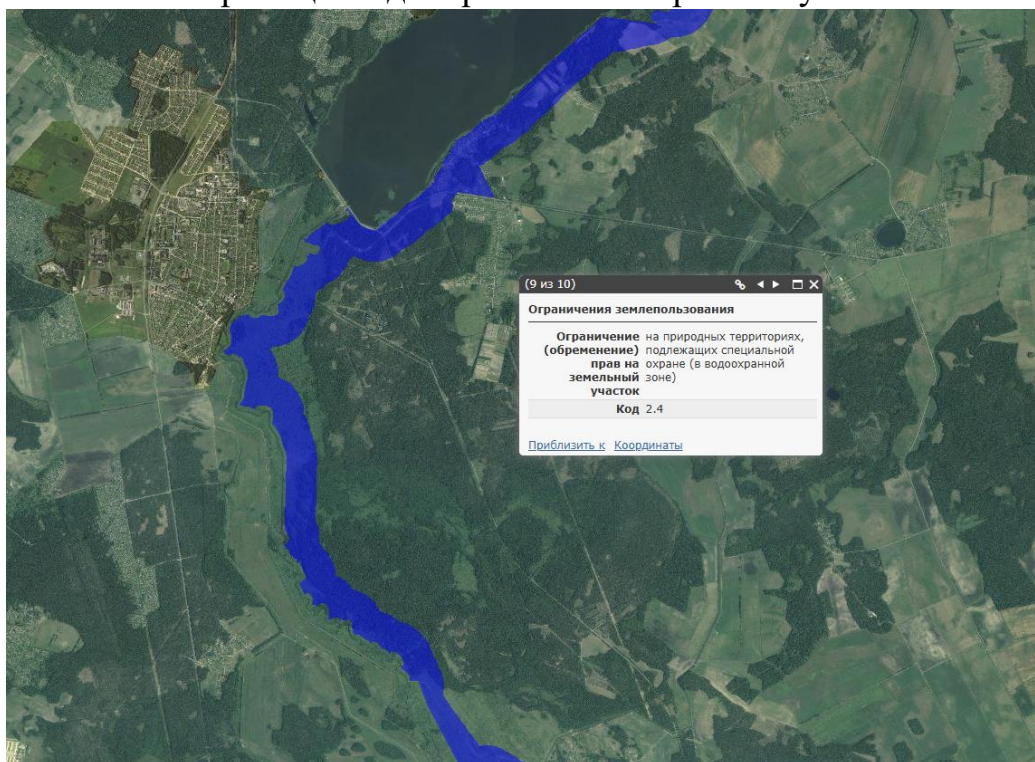 (9 из 10)
Ограничения землепользования
Ограничение на природных территориях,
(обременение) подлежащих специальной
прав на охране (в водоохранной
земельный зоне)
участок
Код 2.4
Приблизить к Координаты